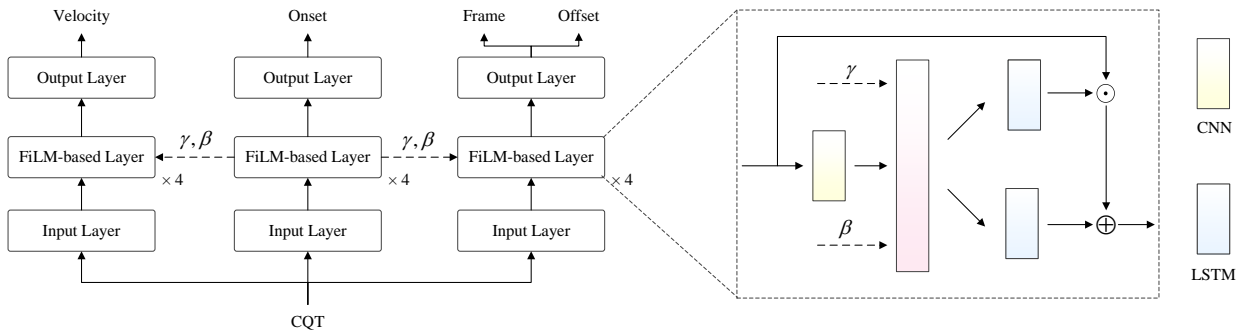 Velocity
Onset
Frame
Offset
Output Layer
Output Layer
Output Layer
γ, β
γ, β
FiLM-based Layer
FiLM-based Layer
FiLM-based Layer
× 4
× 4
× 4
Input Layer
Input Layer
Input Layer
CQT
γ
β
CNN
LSTM